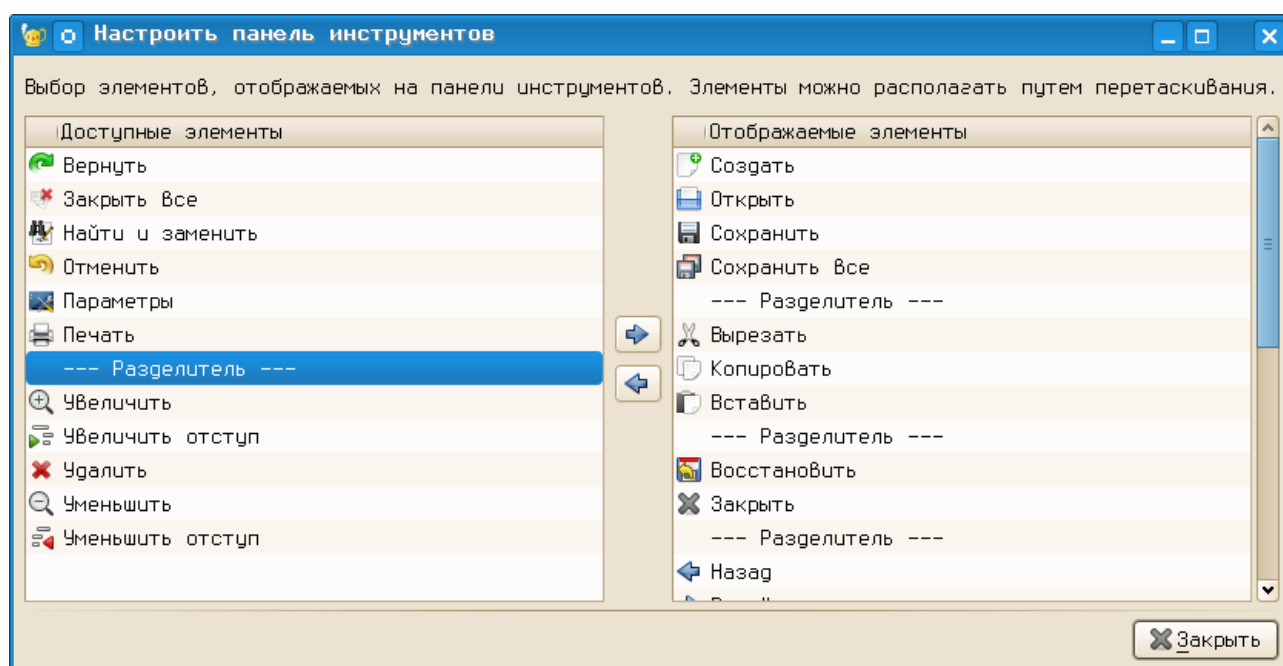 Настроить панель инструментов
Выбор элементов, отображаемых на панели инструментов. Элементы можно располагать путем перетаскивания.
Доступные элементы
Вернуть
Закрыть все
Найти и заменить
Отменить
Параметры
Печать
--- Разделитель ---
Увеличить
Увеличить отступ
Удалить
Уменьшить
Уменьшить отступ
Отображаемые элементы
Создать
Открыть
Сохранить
Сохранить все
--- Разделитель ---
Вырезать
Копировать
Вставить
--- Разделитель ---
Восстановить
Закрыть
--- Разделитель ---
Назад
Закрыть